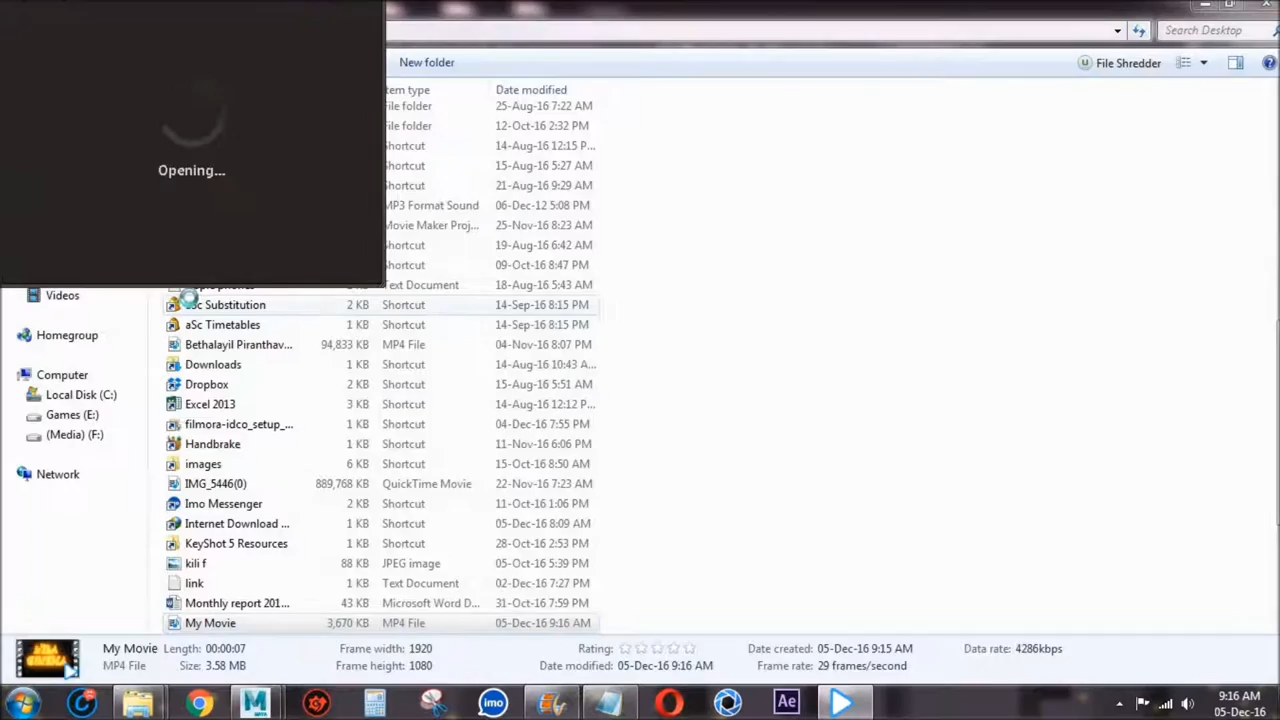 Search Desktop
New folder
File Shredder
Opening...
Item type Date modified
File folder 25-Aug-16 7:22 AM
File folder 12-Oct-16 2:32 PM
Shortcut 14-Aug-16 12:15 P...
Shortcut 15-Aug-16 5:27 AM
Shortcut 21-Aug-16 9:29 AM
MP3 Format Sound 06-Dec-12 5:08 PM
Movie Maker Proj... 25-Nov-16 8:23 AM
Shortcut 19-Aug-16 6:42 AM
Shortcut 09-Oct-16 8:47 PM
Text Document 18-Aug-16 5:43 AM
Videos
aSc Substitution 2 KB Shortcut 14-Sep-16 8:15 PM
aSc Timetables 1 KB Shortcut 14-Sep-16 8:15 PM
Homegroup
Bethalayil Piranthav... 94,833 KB MP4 File 04-Nov-16 8:07 PM
Downloads 1 KB Shortcut 14-Aug-16 10:43 A...
Computer
Dropbox 2 KB Shortcut 15-Aug-16 5:51 AM
Local Disk (C:)
Excel 2013 3 KB Shortcut 14-Aug-16 12:12 P...
Games (E:)
filmora-idco_setup_... 1 KB Shortcut 04-Dec-16 7:55 PM
(Media) (F:)
Handbrake 1 KB Shortcut 11-Nov-16 6:06 PM
images 6 KB Shortcut 15-Oct-16 8:50 AM
Network
IMG_5446(0) 889,768 KB QuickTime Movie 22-Nov-16 7:23 AM
Imo Messenger 2 KB Shortcut 11-Oct-16 1:06 PM
Internet Download ... 1 KB Shortcut 05-Dec-16 8:09 AM
KeyShot 5 Resources 1 KB Shortcut 28-Oct-16 2:53 PM
kili f 88 KB JPEG image 05-Oct-16 5:39 PM
link 1 KB Text Document 02-Dec-16 7:27 PM
Monthly report 201... 43 KB Microsoft Word D... 31-Oct-16 7:59 PM
My Movie 3,670 KB MP4 File 05-Dec-16 9:16 AM
My Movie Length: 00:00:07 Frame width: 1920 Rating: Date created: 05-Dec-16 9:15 AM Data rate: 4286kbps
MP4 File Size: 3.58 MB Frame height: 1080 Date modified: 05-Dec-16 9:16 AM Frame rate: 29 frames/second
imo
Ae
9:16 AM
05-Dec-16